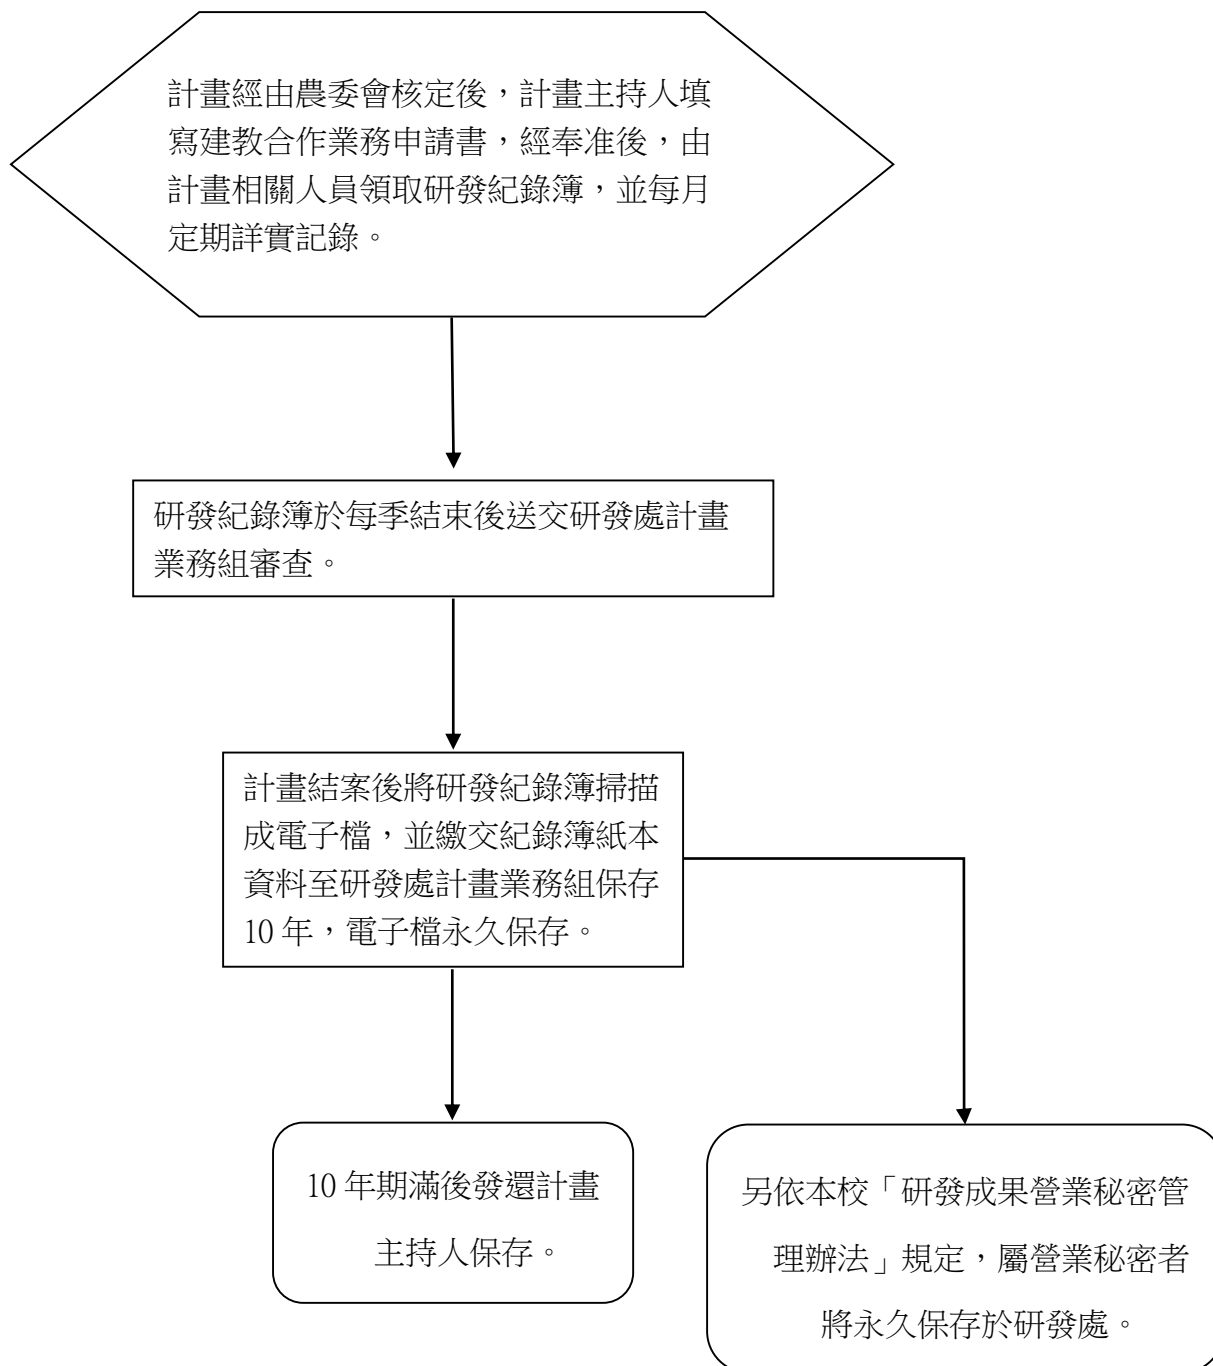 計畫經由農委會核定後，計畫主持人填
寫建教合作業務申請書，經奉准後，由
計畫相關人員領取研發紀錄簿，並每月
定期詳實記錄。
研發紀錄簿於每季結束後送交研發處計畫
業務組審查。
計畫結案後將研發紀錄簿掃描
成電子檔，並繳交紀錄簿紙本
資料至研發處計畫業務組保存
10年，電子檔永久保存。
10年期滿後發還計畫
主持人保存。
另依本校「研發成果營業秘密管
理辦法」規定，屬營業秘密者
將永久保存於研發處。